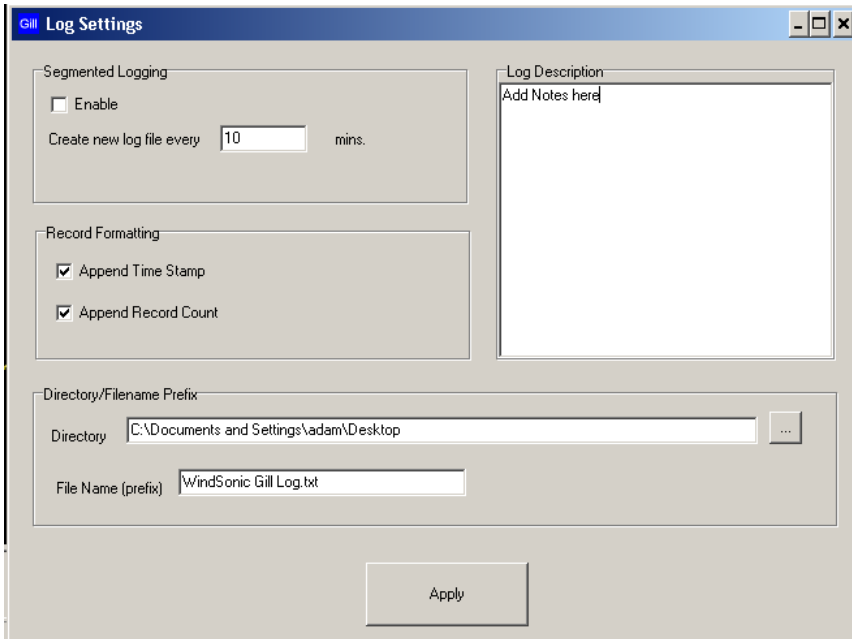 Gill Log Settings
Segmented Logging
Enable
Create new log file every 10 mins.
Log Description
Add Notes here
Record Formatting
Append Time Stamp
Append Record Count
Directory/Filename Prefix
Directory C:\Documents and Settings\adam\Desktop ...
File Name (prefix) WindSonic Gill Log.txt
Apply